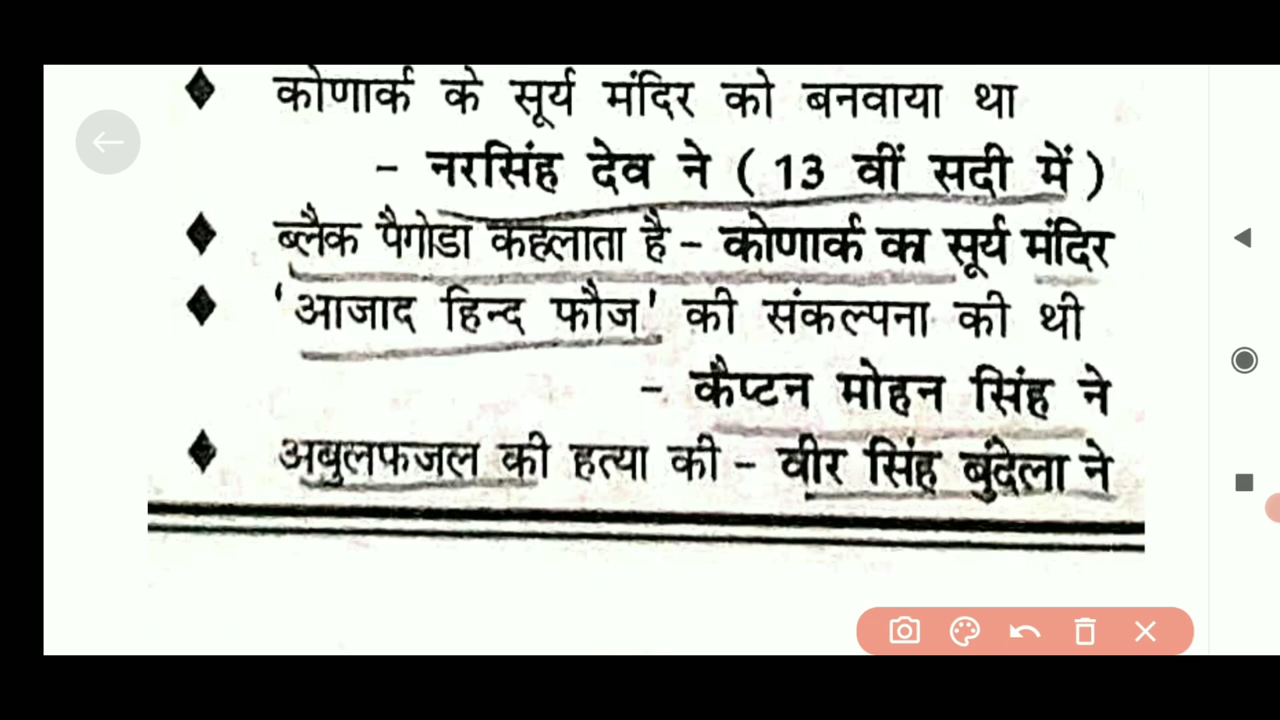 कोणार्क के सूर्य मंदिर को बनवाया था
- नरसिंह देव ने ( 13 वीं सदी में )
ब्लैक पैगोडा कहलाता है - कोणार्क का सूर्य मंदिर
'आजाद हिन्द फौज' की संकल्पना की थी
- कैप्टन मोहन सिंह ने
अबुलफजल की हत्या की - वीर सिंह बुंदेला ने